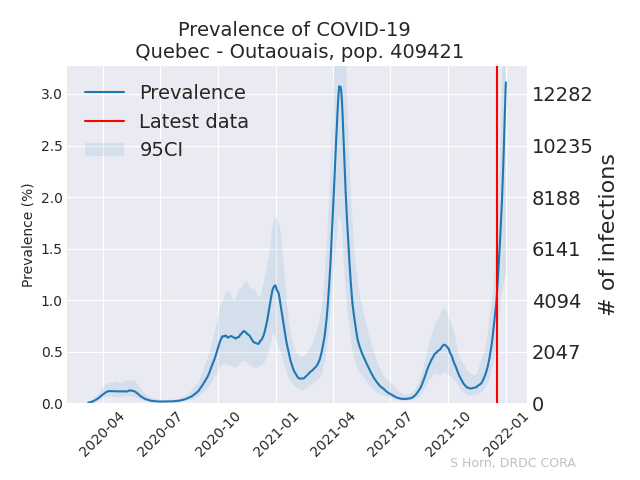 Prevalence of COVID-19
Quebec - Outaouais, pop. 409421
Prevalence
Latest data
95CI
Prevalence (%)
3.0
2.5
2.0
1.5
1.0
0.5
0.0
12282
10235
8188
6141
4094
2047
0
# of infections
2020-04
2020-07
2020-10
2021-01
2021-04
2021-07
2021-10
2022-01
S Horn, DRDC CORA